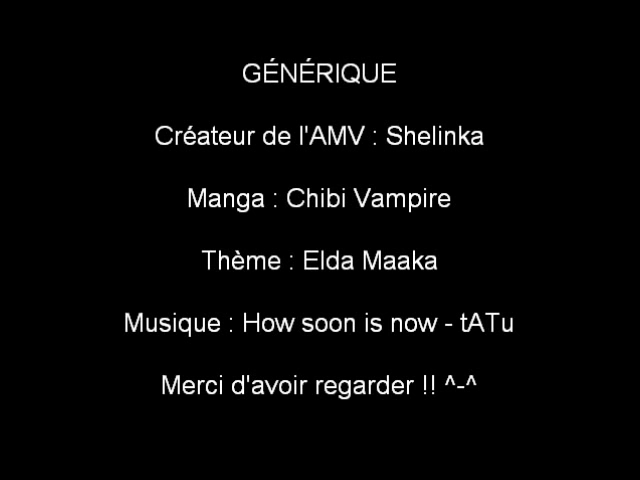 GÉNÉRIQUE
Créateur de l'AMV : Shelinka
Manga : Chibi Vampire
Thème : Elda Maaka
Musique : How soon is now - tATu
Merci d'avoir regarder !! ^-^